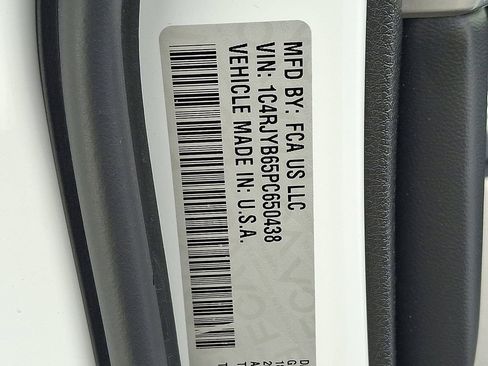 MFD BY: FCA US LLC
VIN: 1C4RJYB65PC650438
VEHICLE MADE IN: U.S.A.